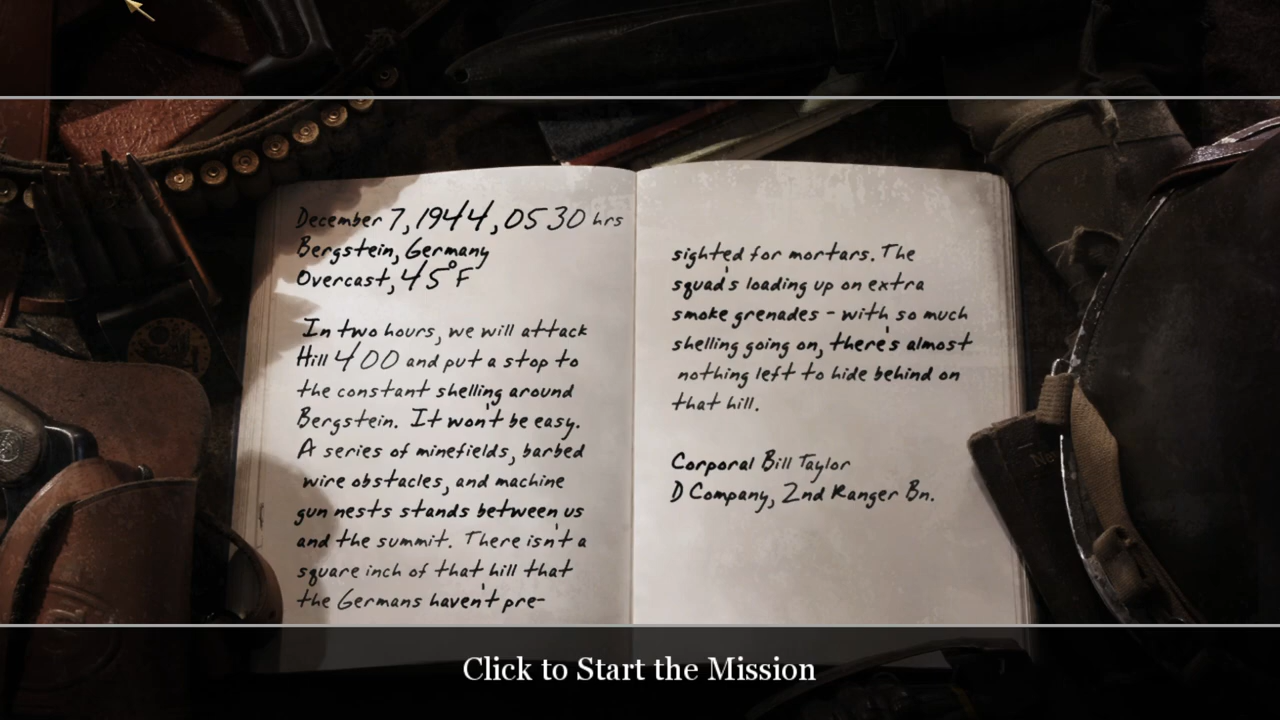 December 7, 1944, 0530 hrs
Bergstein, Germany
Overcast, 45°F
In two hours, we will attack
Hill 400 and put a stop to
the constant shelling around
Bergstein. It won't be easy.
A series of minefields, barbed
wire obstacles, and machine
gun nests stands between us
and the summit. There isn't a
square inch of that hill that
the Germans haven't pre-
sighted for mortars. The
squad's loading up on extra
smoke grenades - with so much
shelling going on, there's almost
nothing left to hide behind on
that hill.
Corporal Bill Taylor
D Company, 2nd Ranger Bn.
Click to Start the Mission